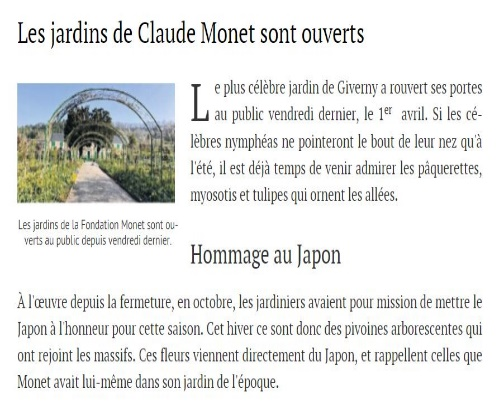 Les jardins de Claude Monet sont ouverts
Le plus célèbre jardin de Giverny a rouvert ses portes
au public vendredi dernier, le 1er avril. Si les cé-
lèbres nymphéas ne pointeront le bout de leur nez qu'à
l'été, il est déjà temps de venir admirer les pâquerettes,
myosotis et tulipes qui ornent les allées.
Les jardins de la Fondation Monet sont ou-
verts au public depuis vendredi dernier.
Hommage au Japon
À l'œuvre depuis la fermeture, en octobre, les jardiniers avaient pour mission de mettre le
Japon à l'honneur pour cette saison. Cet hiver ce sont donc des pivoines arborescentes qui
ont rejoint les massifs. Ces fleurs viennent directement du Japon, et rappellent celles que
Monet avait lui-même dans son jardin de l'époque.